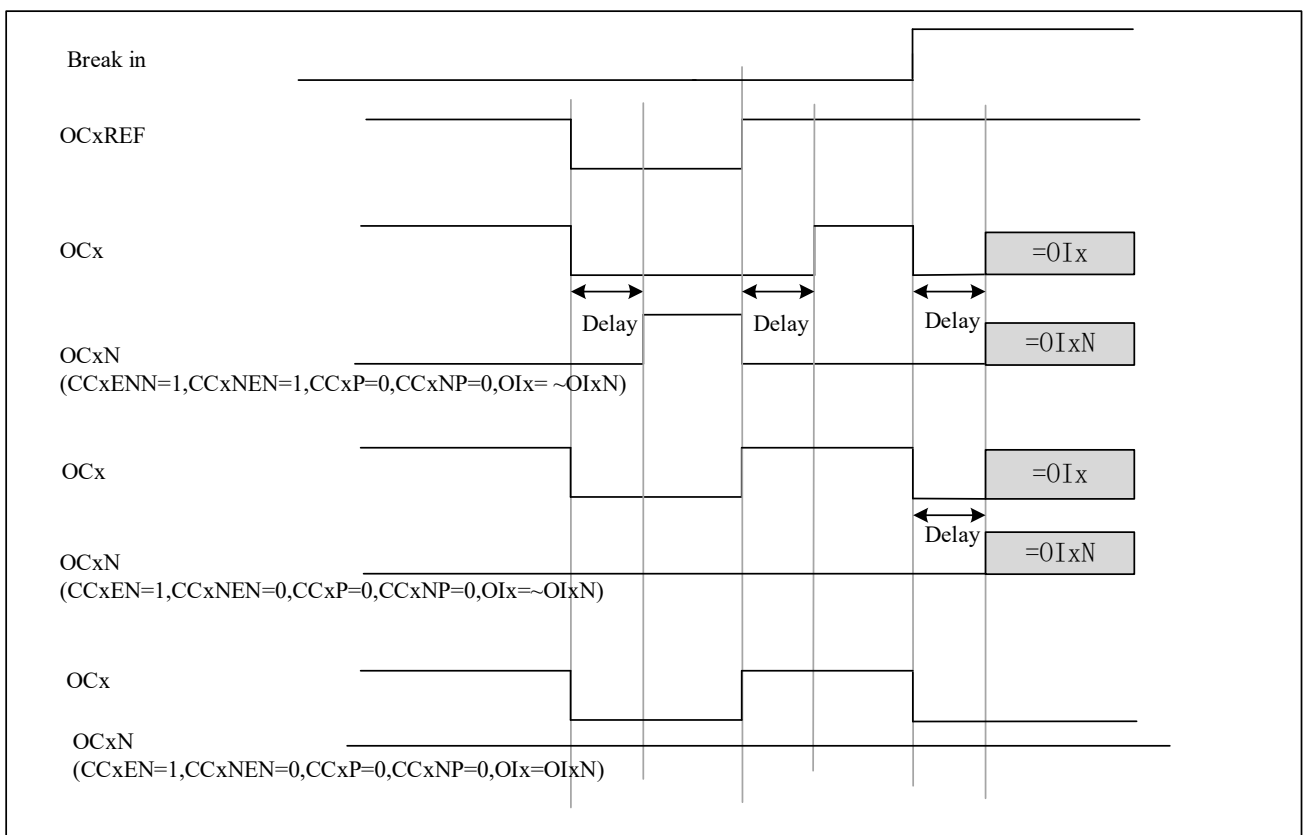 Break in
OCxREF
OCx
=OIx
Delay
Delay
Delay
=OIxN
OCxN
(CCxENN=1,CCxNEN=1,CCxP=0,CCxNP=0,OIx= ~OIxN)
OCx
=OIx
Delay
=OIxN
OCxN
(CCxEN=1,CCxNEN=0,CCxP=0,CCxNP=0,OIx=~OIxN)
OCx
OCxN
(CCxEN=1,CCxNEN=0,CCxP=0,CCxNP=0,OIx=OIxN)